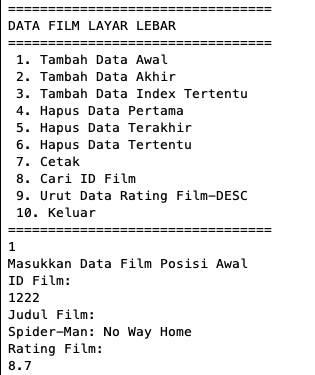 =================================
DATA FILM LAYAR LEBAR
=================================
1. Tambah Data Awal
2. Tambah Data Akhir
3. Tambah Data Index Tertentu
4. Hapus Data Pertama
5. Hapus Data Terakhir
6. Hapus Data Tertentu
7. Cetak
8. Cari ID Film
9. Urut Data Rating Film-DESC
10. Keluar
=================================
1
Masukkan Data Film Posisi Awal
ID Film:
1222
Judul Film:
Spider-Man: No Way Home
Rating Film:
8.7